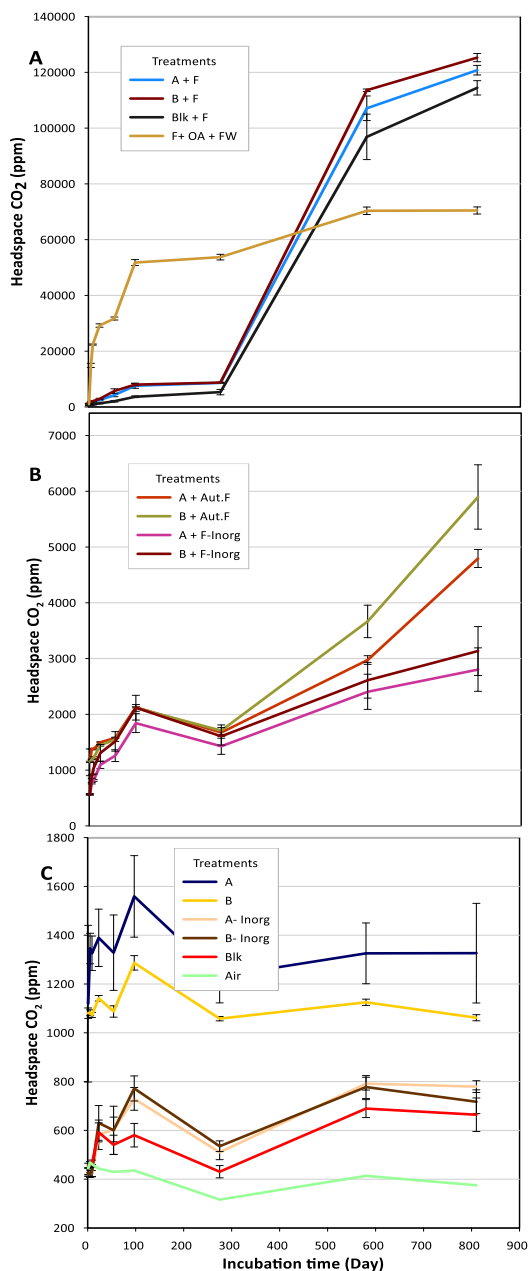 140000
120000
100000
80000
60000
40000
20000
0
Headspace CO2 (ppm)
A
Treatments
A + F
B + F
Blk + F
F+ OA + FW
7000
6000
5000
4000
3000
2000
1000
0
Headspace CO2 (ppm)
B
Treatments
A + Aut.F
B + Aut.F
A + F-Inorg
B + F-Inorg
1800
1600
1400
1200
1000
800
600
400
200
Headspace CO2 (ppm)
C
Treatments
A
B
A- Inorg
B- Inorg
Blk
Air
0 100 200 300 400 500 600 700 800 900
Incubation time (Day)